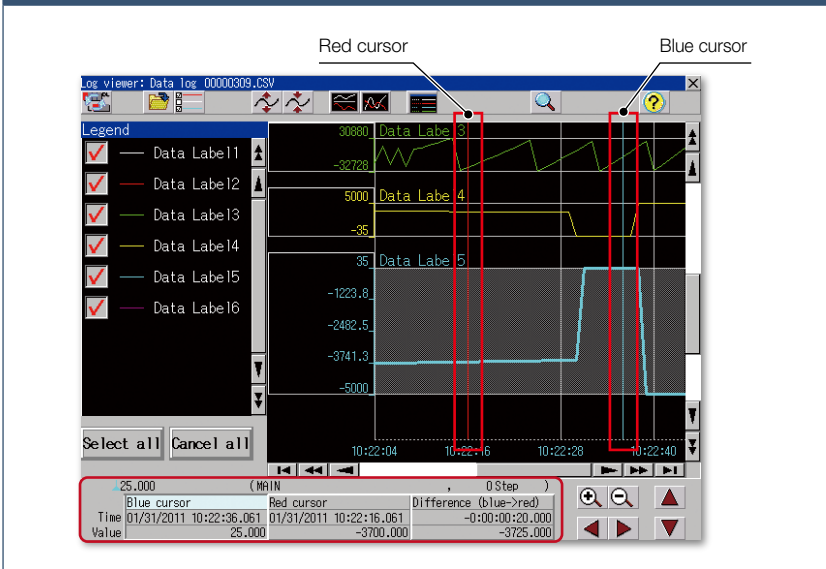 Red cursor
Blue cursor
Log viewer: Data log 00000309.CSV
Legend
Data Label1
Data Label2
Data Label3
Data Label4
Data Label5
Data Label6
Select all
Cancel all
30880
Data Label 3
-32728
5000
Data Label 4
-35
35
Data Label 5
-1223.8
-2482.5
-3741.3
-5000
10:22:04
10:22:16
10:22:28
10:22:40
25.000 (MAIN , 0 Step )
Blue cursor
Red cursor
Difference (blue->red)
Time 01/31/2011 10:22:36.061 01/31/2011 10:22:16.061 -0:00:00:20.000
Value 25.000 -3700.000 -3725.000